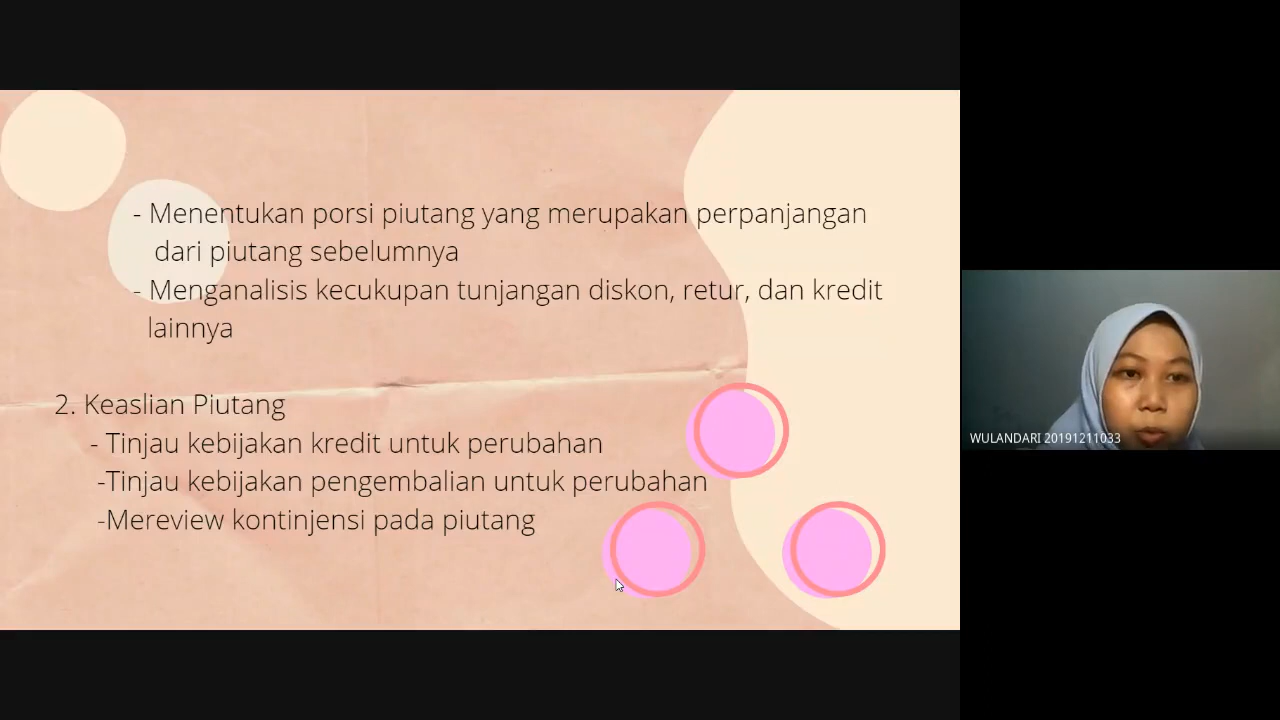 - Menentukan porsi piutang yang merupakan perpanjangan
dari piutang sebelumnya
- Menganalisis kecukupan tunjangan diskon, retur, dan kredit
lainnya
2. Keaslian Piutang
- Tinjau kebijakan kredit untuk perubahan
-Tinjau kebijakan pengembalian untuk perubahan
-Mereview kontinjensi pada piutang
WULANDARI 20191211033